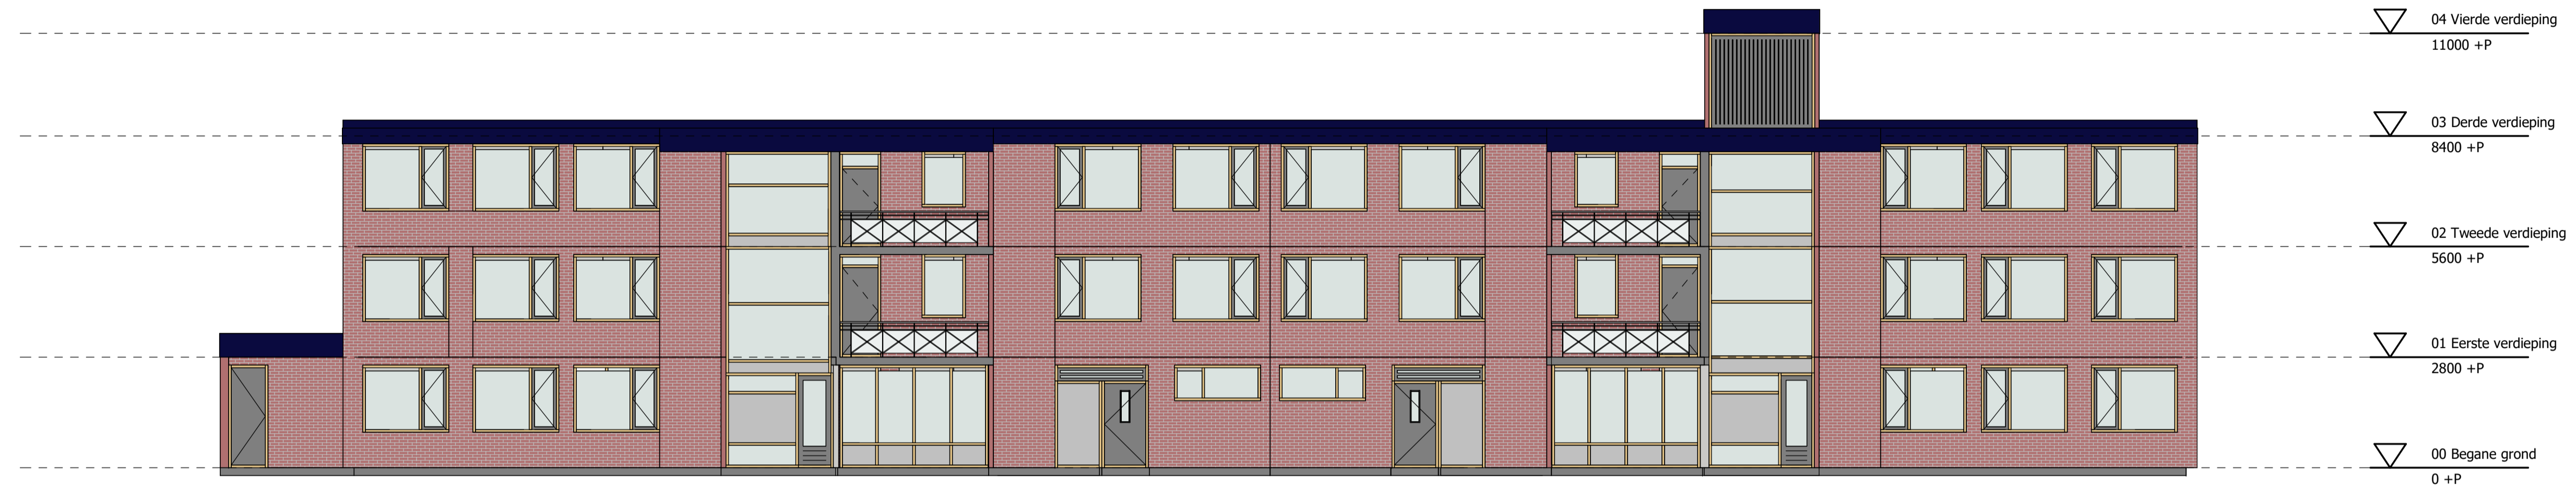 04 Vierde verdieping
11000 +P
03 Derde verdieping
8400 +P
02 Tweede verdieping
5600 +P
01 Eerste verdieping
2800 +P
00 Begane grond
0 +P